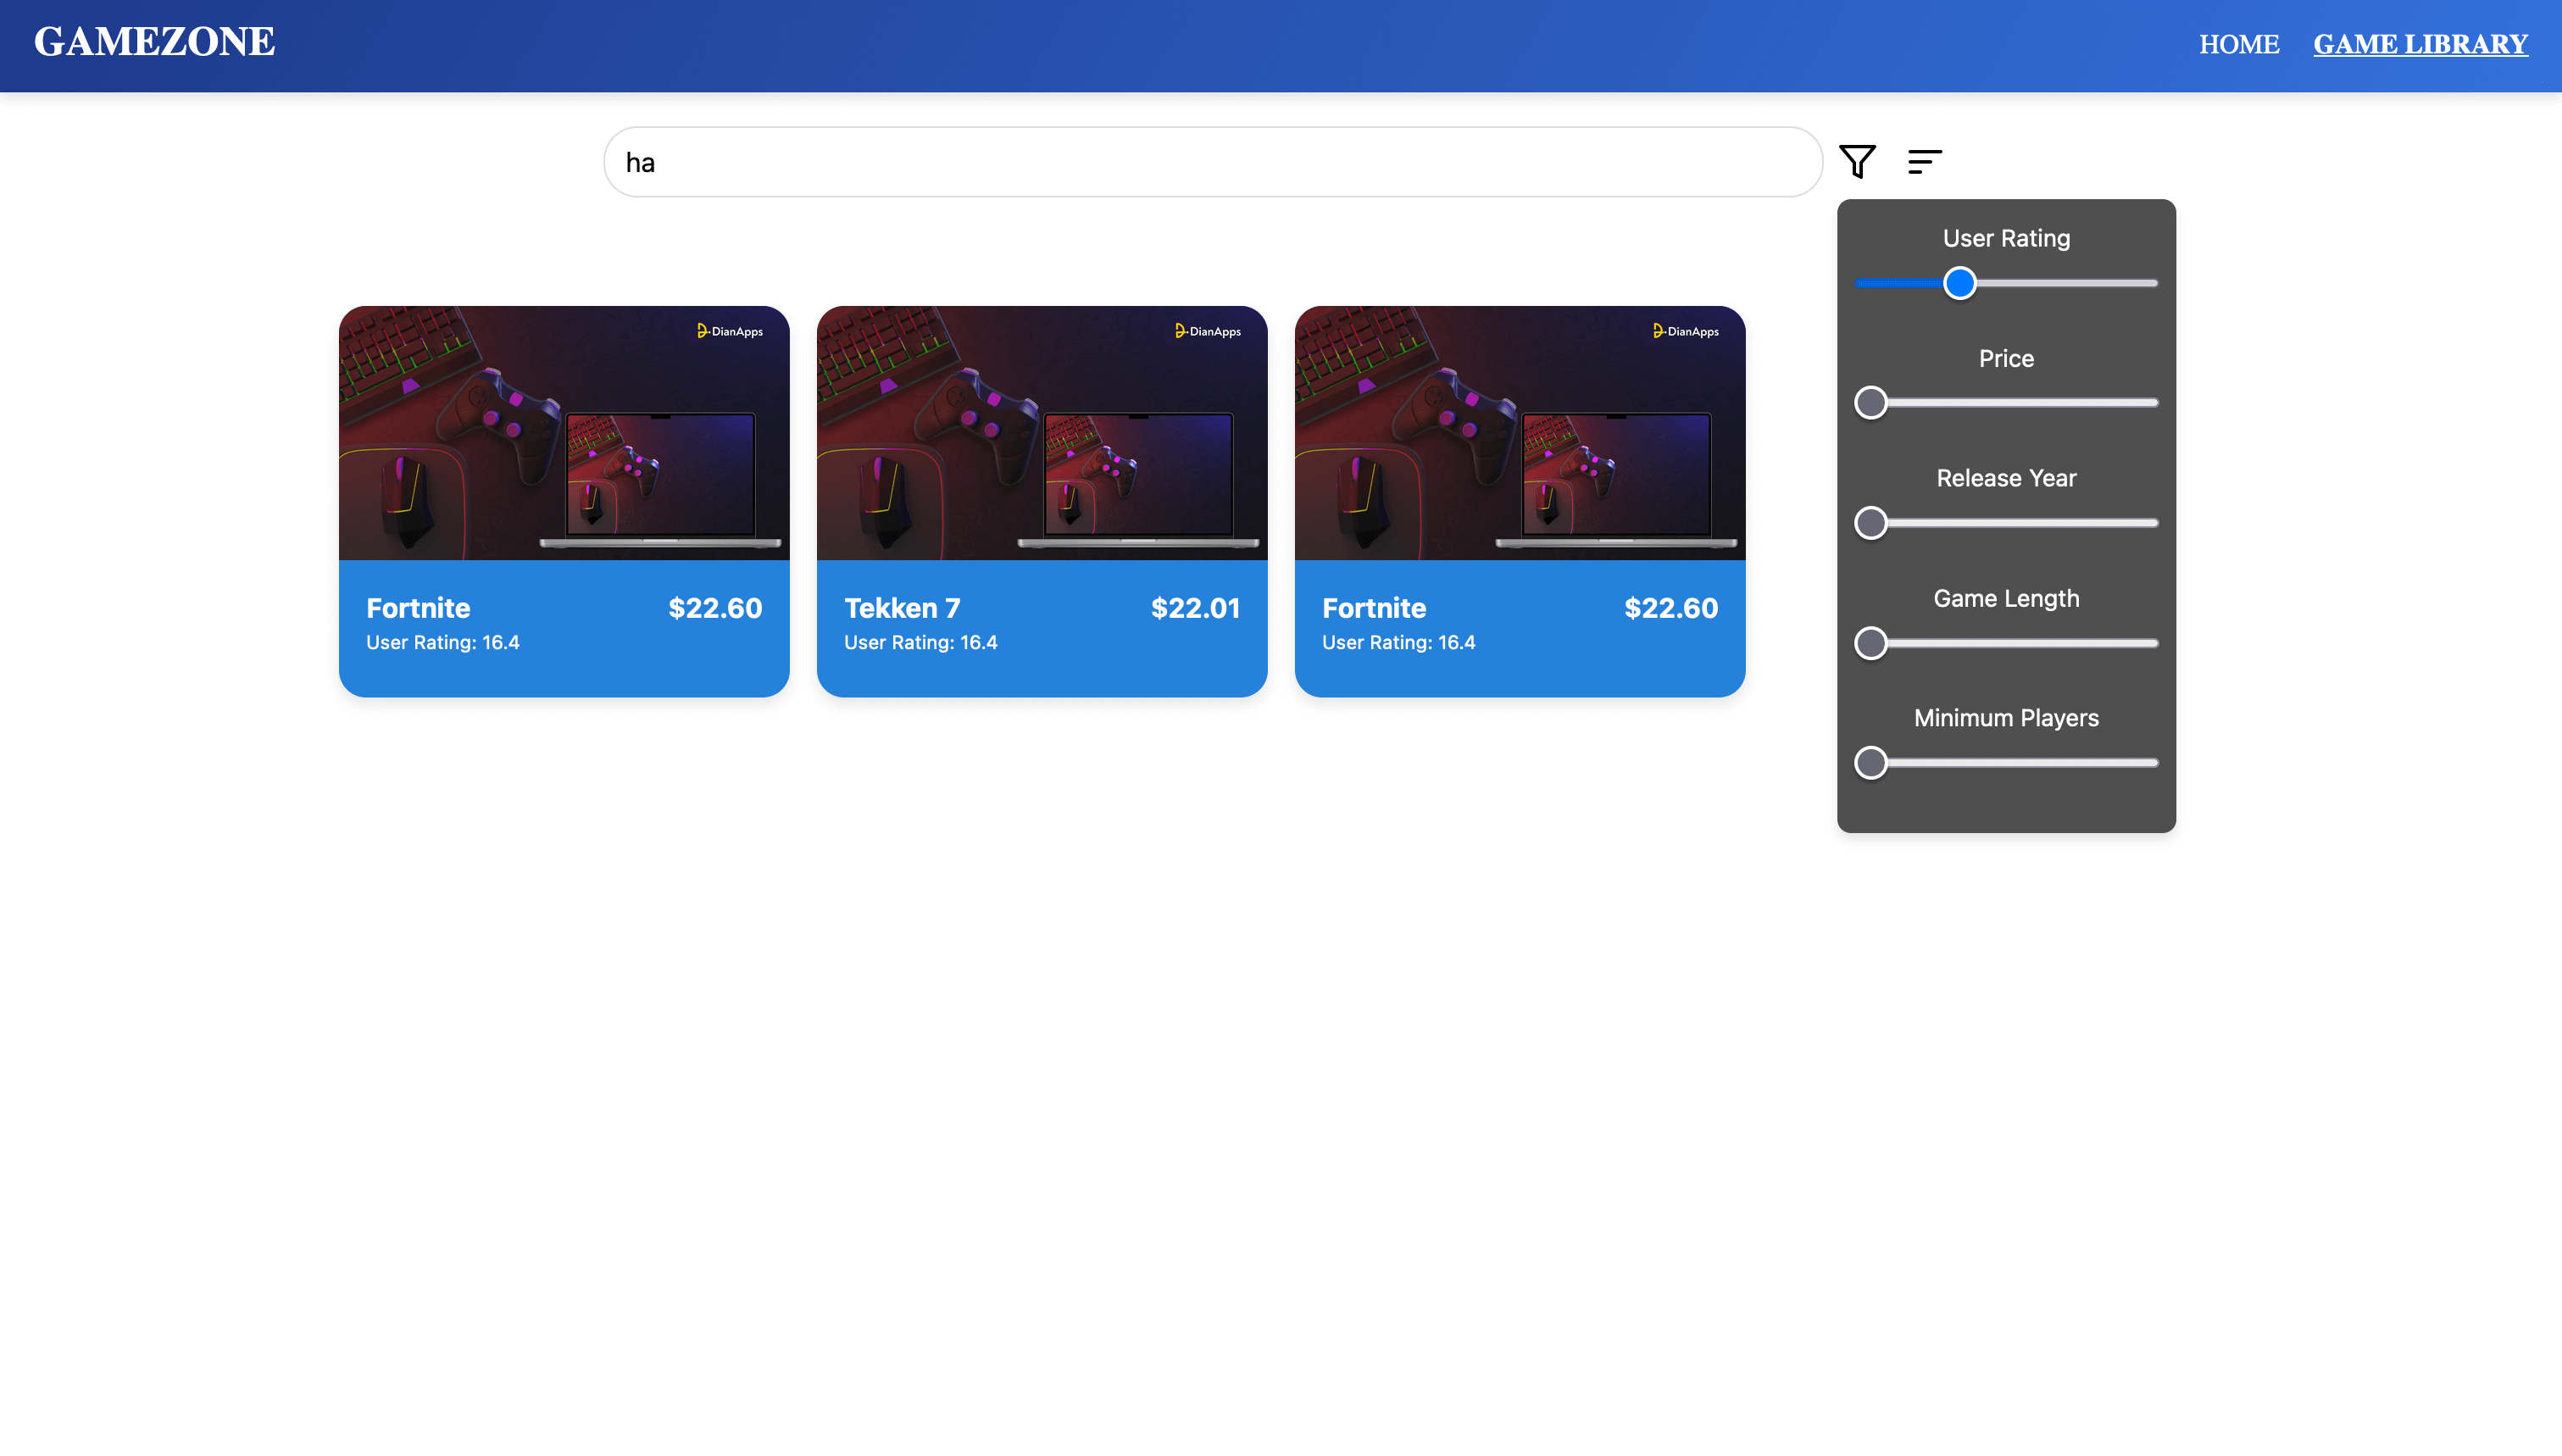 GAMEZONE
HOME GAME LIBRARY
ha
User Rating
Price
Release Year
Game Length
Minimum Players
DianApps
Fortnite $22.60
User Rating: 16.4
DianApps
Tekken 7 $22.01
User Rating: 16.4
DianApps
Fortnite $22.60
User Rating: 16.4